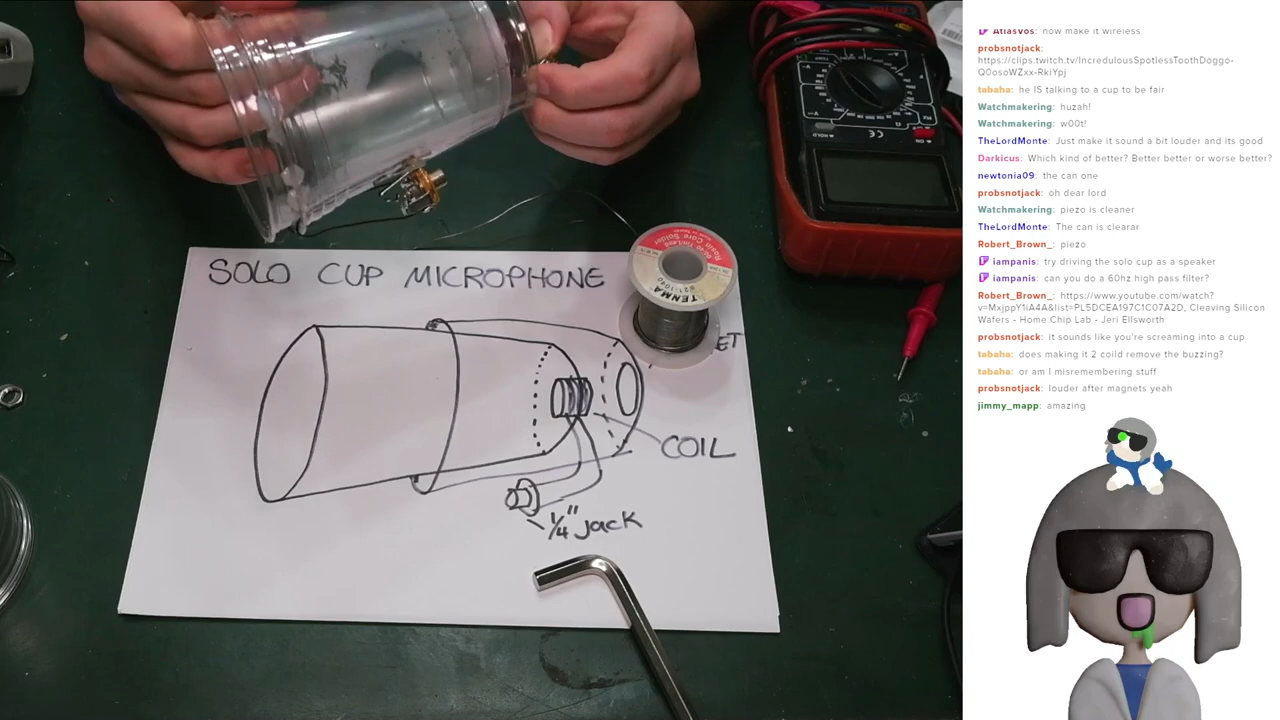 SOLO CUP MICROPHONE
COIL
1/4" jack
ET
TENMA
21-1040
Rosin Core Solder
HOLD
CE
AtlasVos: now make it wireless
probsnotjack:
https://clips.twitch.tv/IncredulousSpotlessToothDoggo-
Q0osoWZxx-RkiYpj
tabaha: he IS talking to a cup to be fair
Watchmakering: huzah!
Watchmakering: w00t!
TheLordMonte: Just make it sound a bit louder and its good
Darkicus: Which kind of better? Better better or worse better?
newtonia09: the can one
probsnotjack: oh dear lord
Watchmakering: piezo is cleaner
TheLordMonte: The can is clearar
Robert_Brown_: piezo
iampanis: try driving the solo cup as a speaker
iampanis: can you do a 60hz high pass filter?
Robert_Brown_: https://www.youtube.com/watch?
v=MxjppY1iA4A&list=PL5DCEA197C1C07A2D, Cleaving Silicon
Wafers - Home Chip Lab - Jeri Ellsworth
probsnotjack: it sounds like you're screaming into a cup
tabaha: does making it 2 coild remove the buzzing?
tabaha: or am I misremembering stuff
probsnotjack: louder after magnets yeah
jimmy_mapp: amazing